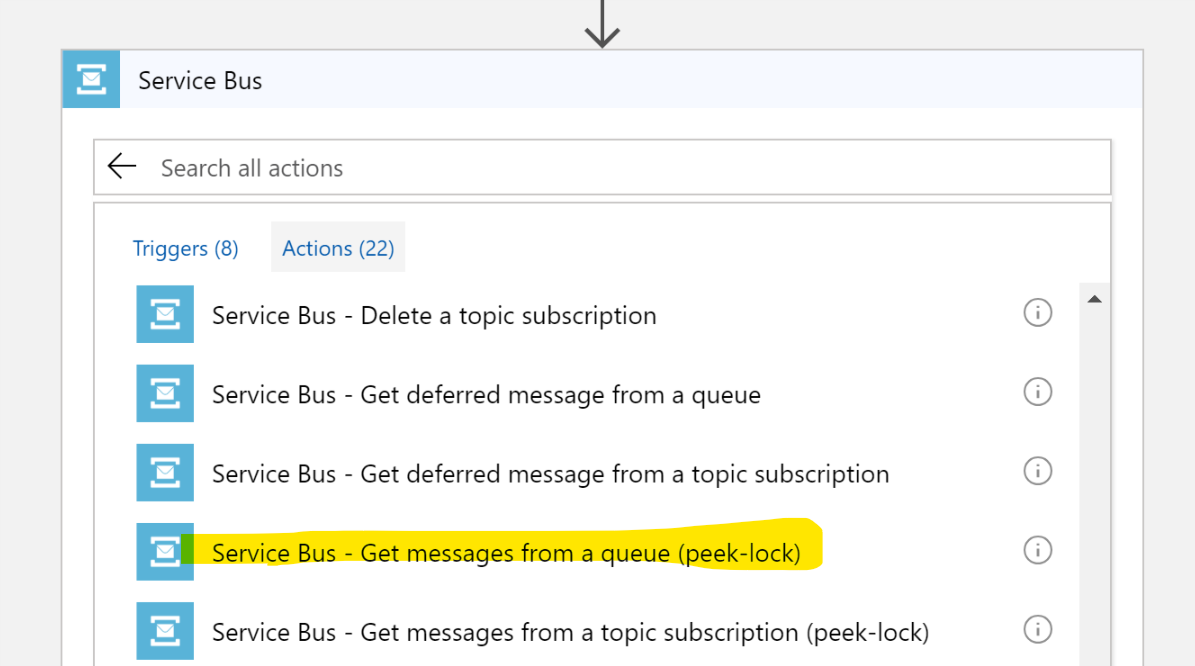 Service Bus
Search all actions
Triggers (8) Actions (22)
Service Bus - Delete a topic subscription
Service Bus - Get deferred message from a queue
Service Bus - Get deferred message from a topic subscription
Service Bus - Get messages from a queue (peek-lock)
Service Bus - Get messages from a topic subscription (peek-lock)